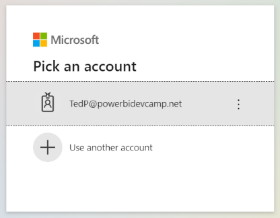 Microsoft
Pick an account
TedP@powerbidevcamp.net
Use another account